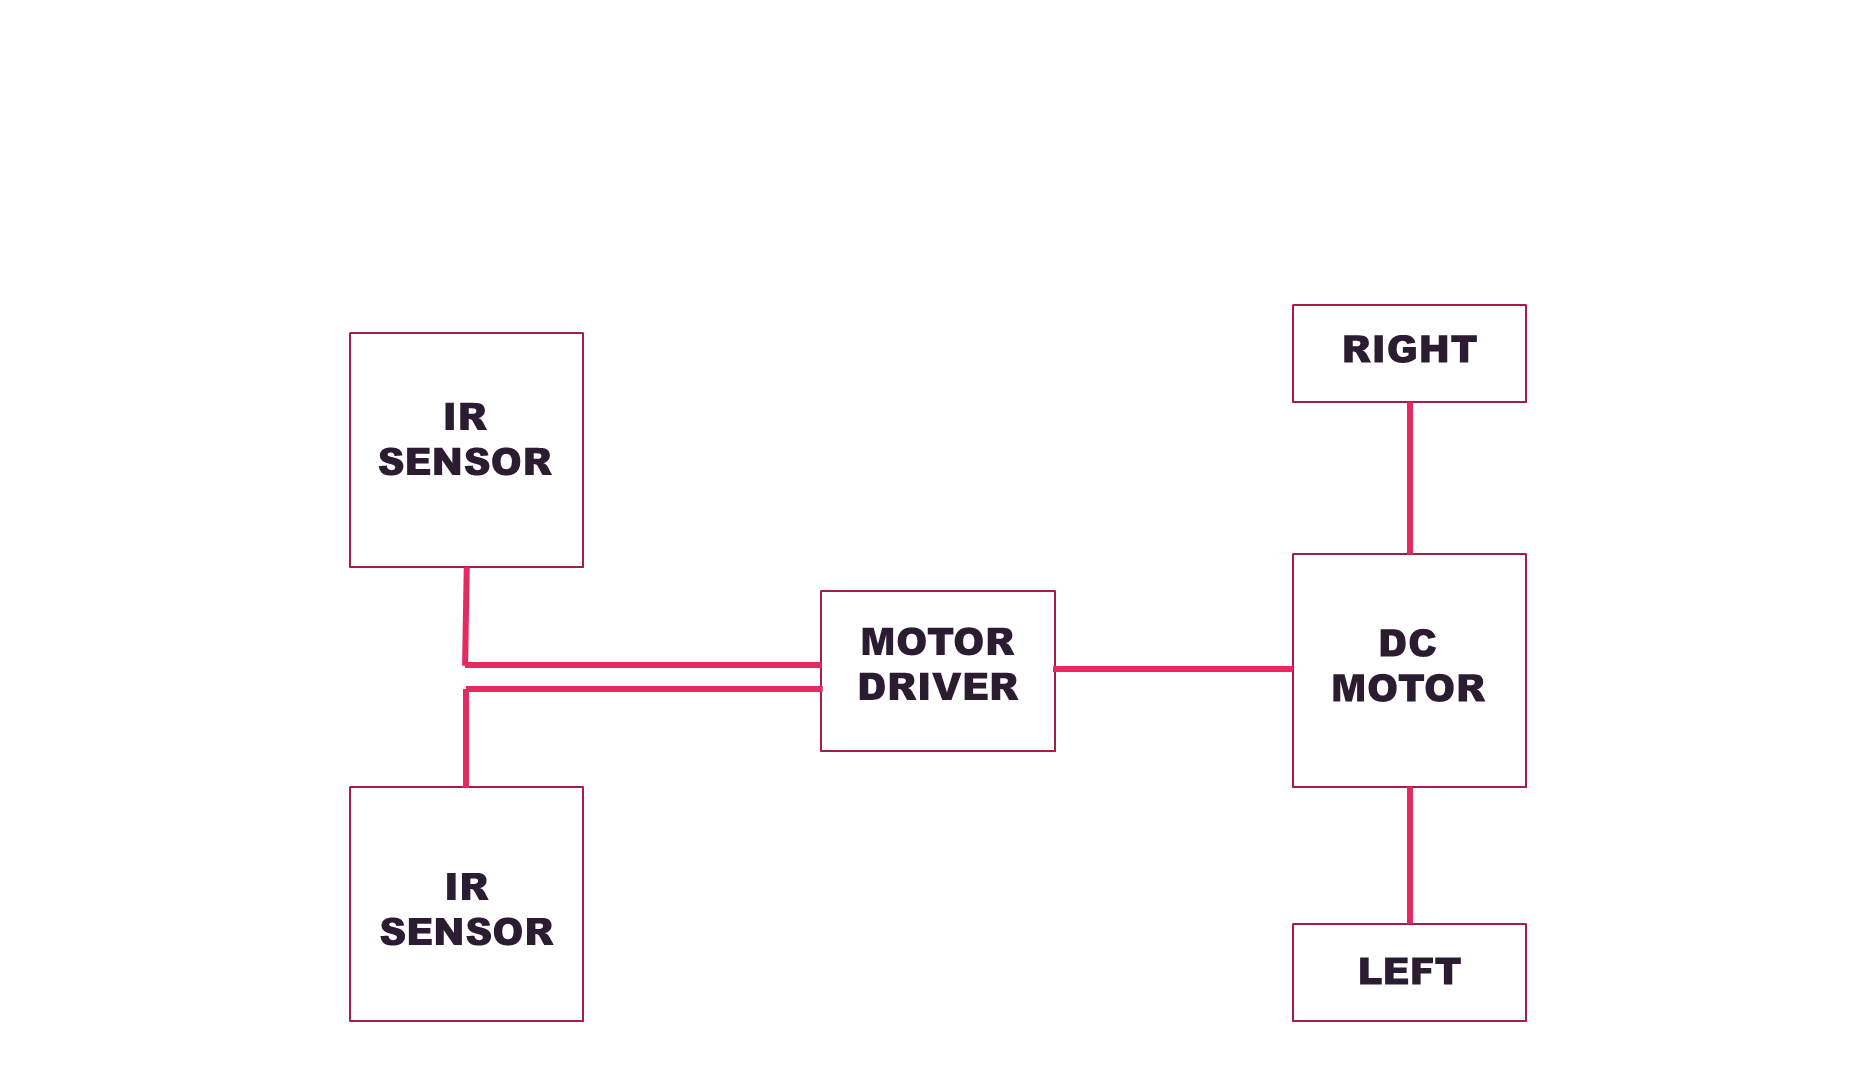 IR
SENSOR
RIGHT
MOTOR
DRIVER
DC
MOTOR
IR
SENSOR
LEFT